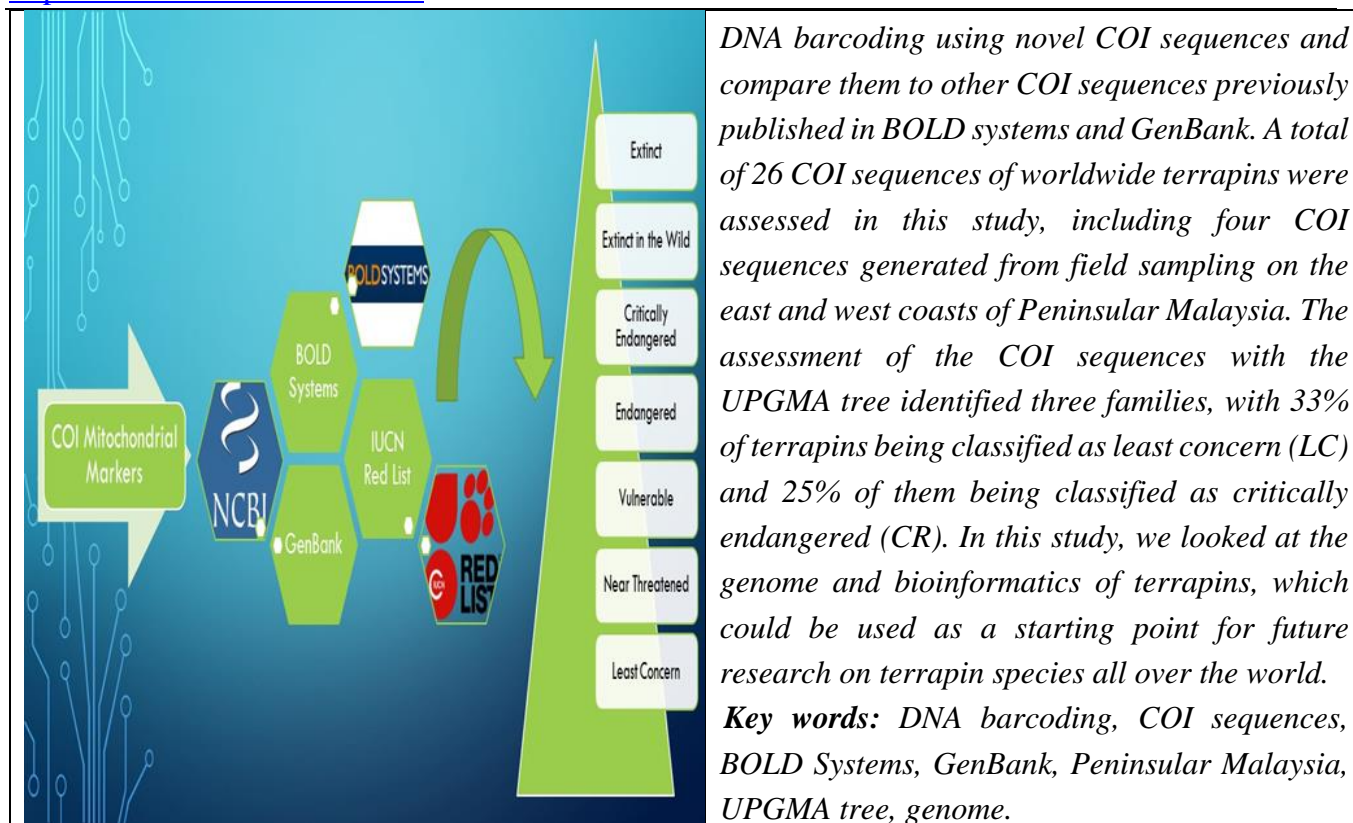 COI Mitochondrial
Markers
NCBI
BOLD
Systems
GenBank
BOLDSYSTEMS
IUCN
Red List
IUCN
RED
LIST
Extinct
Extinct in the Wild
Critically
Endangered
Endangered
Vulnerable
Near Threatened
Least Concern
DNA barcoding using novel COI sequences and
compare them to other COI sequences previously
published in BOLD systems and GenBank. A total
of 26 COI sequences of worldwide terrapins were
assessed in this study, including four COI
sequences generated from field sampling on the
east and west coasts of Peninsular Malaysia. The
assessment of the COI sequences with the
UPGMA tree identified three families, with 33%
of terrapins being classified as least concern (LC)
and 25% of them being classified as critically
endangered (CR). In this study, we looked at the
genome and bioinformatics of terrapins, which
could be used as a starting point for future
research on terrapin species all over the world.
Key words: DNA barcoding, COI sequences,
BOLD Systems, GenBank, Peninsular Malaysia,
UPGMA tree, genome.